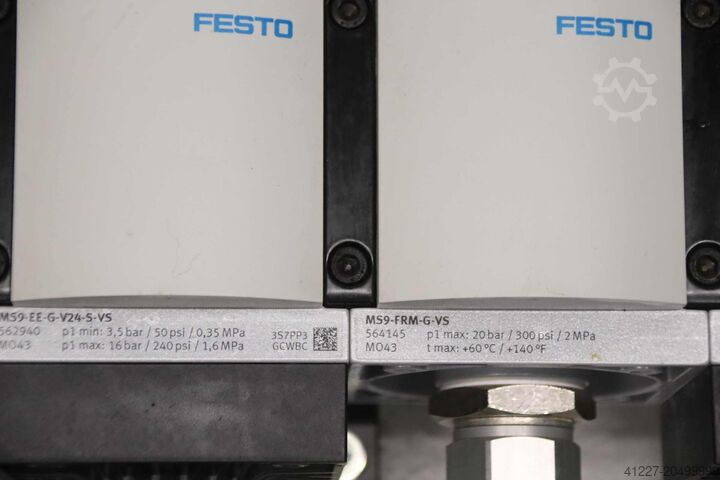 FESTO
FESTO
MS9-EE-G-V24-S-VS
562940 p1 min: 3,5 bar / 50 psi / 0,35 MPa 3S7PP3
MO43 p1 max: 16 bar / 240 psi / 1,6 MPa GCWBC
MS9-FRM-G-VS
564145 p1 max: 20 bar / 300 psi / 2 MPa
MO43 t max: +60 °C / +140 °F